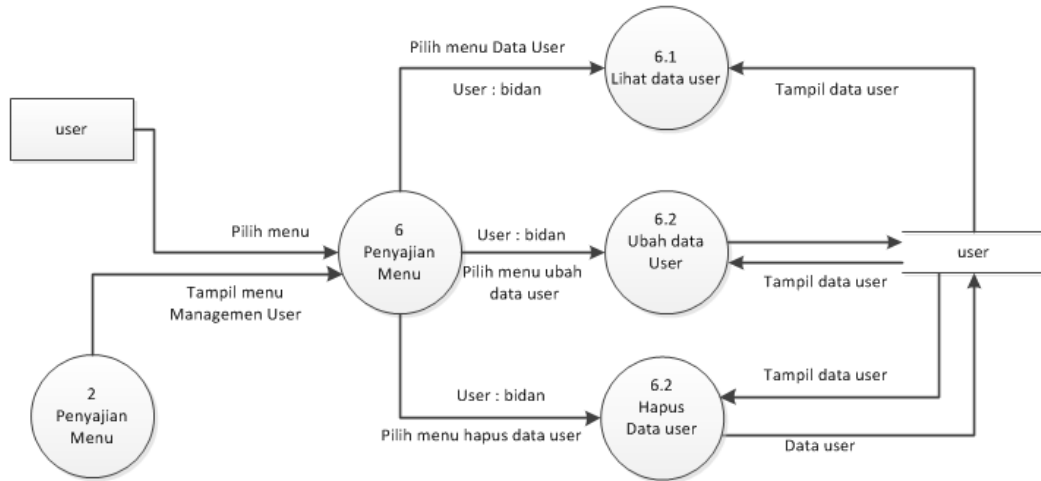 Pilih menu Data User
User : bidan
6.1
Lihat data user
Tampil data user
user
Pilih menu
6
Penyajian
Menu
User : bidan
Pilih menu ubah
data user
6.2
Ubah data
User
Tampil data user
user
Tampil menu
Managemen User
2
Penyajian
Menu
User : bidan
Pilih menu hapus data user
6.2
Hapus
Data user
Tampil data user
Data user